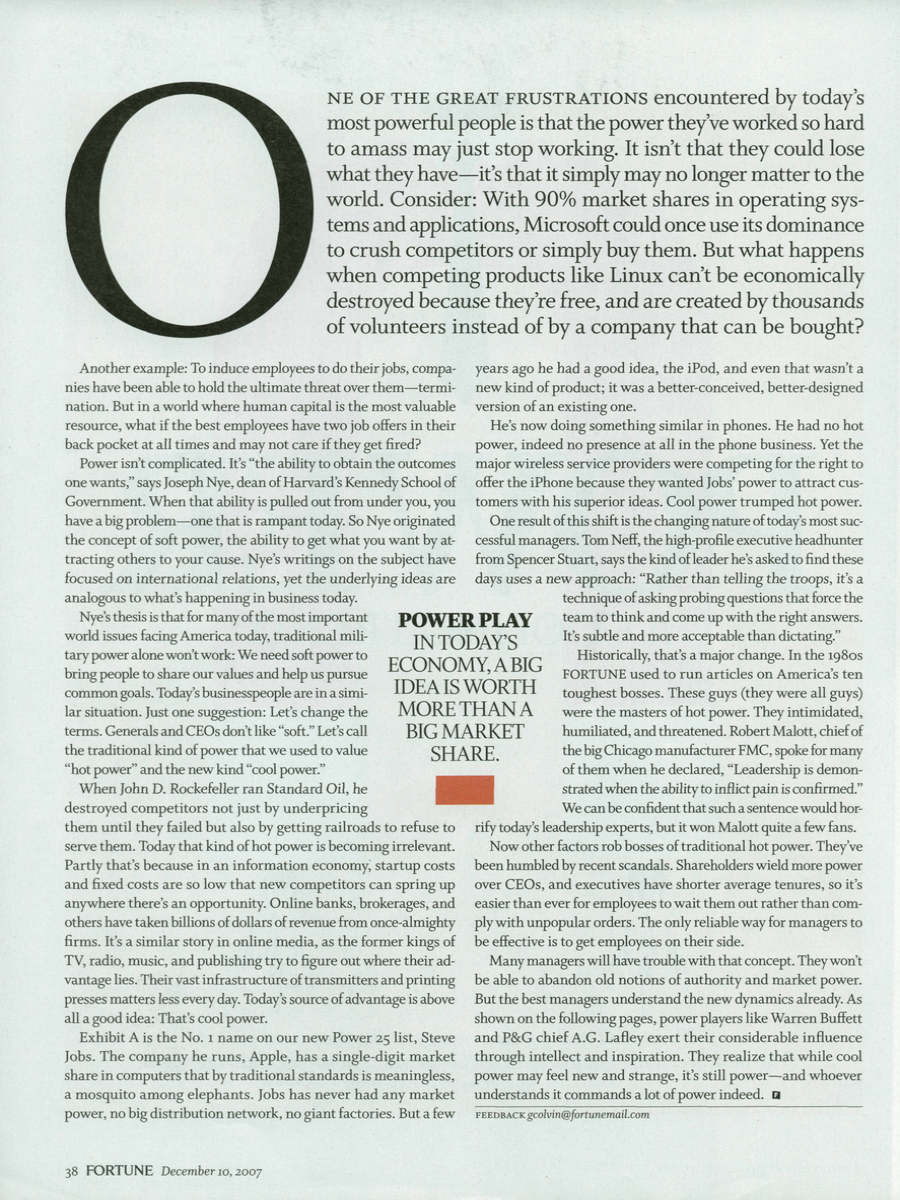 ONE OF THE GREAT FRUSTRATIONS encountered by today's
most powerful people is that the power they've worked so hard
to amass may just stop working. It isn't that they could lose
what they have—it's that it simply may no longer matter to the
world. Consider: With 90% market shares in operating sys-
tems and applications, Microsoft could once use its dominance
to crush competitors or simply buy them. But what happens
when competing products like Linux can't be economically
destroyed because they're free, and are created by thousands
of volunteers instead of by a company that can be bought?
Another example: To induce employees to do their jobs, compa-
nies have been able to hold the ultimate threat over them—termi-
nation. But in a world where human capital is the most valuable
resource, what if the best employees have two job offers in their
back pocket at all times and may not care if they get fired?
Power isn't complicated. It's “the ability to obtain the outcomes
one wants,” says Joseph Nye, dean of Harvard's Kennedy School of
Government. When that ability is pulled out from under you, you
have a big problem—one that is rampant today. So Nye originated
the concept of soft power, the ability to get what you want by at-
tracting others to your cause. Nye's writings on the subject have
focused on international relations, yet the underlying ideas are
analogous to what's happening in business today.
Nye's thesis is that for many of the most important
world issues facing America today, traditional mili-
tary power alone won't work: We need soft power to
bring people to share our values and help us pursue
common goals. Today's businesspeople are in a simi-
lar situation. Just one suggestion: Let's change the
terms. Generals and CEOs don't like “soft.” Let's call
the traditional kind of power that we used to value
“hot power” and the new kind “cool power.”
When John D. Rockefeller ran Standard Oil, he
destroyed competitors not just by underpricing
them until they failed but also by getting railroads to refuse to
serve them. Today that kind of hot power is becoming irrelevant.
Partly that's because in an information economy, startup costs
and fixed costs are so low that new competitors can spring up
anywhere there's an opportunity. Online banks, brokerages, and
others have taken billions of dollars of revenue from once-almighty
firms. It's a similar story in online media, as the former kings of
TV, radio, music, and publishing try to figure out where their ad-
vantage lies. Their vast infrastructure of transmitters and printing
presses matters less every day. Today's source of advantage is above
all a good idea: That's cool power.
Exhibit A is the No. 1 name on our new Power 25 list, Steve
Jobs. The company he runs, Apple, has a single-digit market
share in computers that by traditional standards is meaningless,
a mosquito among elephants. Jobs has never had any market
power, no big distribution network, no giant factories. But a few
POWER PLAY
IN TODAY'S
ECONOMY, A BIG
IDEA IS WORTH
MORE THAN A
BIG MARKET
SHARE.
years ago he had a good idea, the iPod, and even that wasn't a
new kind of product; it was a better-conceived, better-designed
version of an existing one.
He's now doing something similar in phones. He had no hot
power, indeed no presence at all in the phone business. Yet the
major wireless service providers were competing for the right to
offer the iPhone because they wanted Jobs' power to attract cus-
tomers with his superior ideas. Cool power trumped hot power.
One result of this shift is the changing nature of today's most suc-
cessful managers. Tom Neff, the high-profile executive headhunter
from Spencer Stuart, says the kind of leader he's asked to find these
days uses a new approach: “Rather than telling the troops, it's a
technique of asking probing questions that force the
team to think and come up with the right answers.
It's subtle and more acceptable than dictating.”
Historically, that's a major change. In the 1980s
FORTUNE used to run articles on America's ten
toughest bosses. These guys (they were all guys)
were the masters of hot power. They intimidated,
humiliated, and threatened. Robert Malott, chief of
the big Chicago manufacturer FMC, spoke for many
of them when he declared, “Leadership is demon-
strated when the ability to inflict pain is confirmed.”
We can be confident that such a sentence would hor-
rify today's leadership experts, but it won Malott quite a few fans.
Now other factors rob bosses of traditional hot power. They've
been humbled by recent scandals. Shareholders wield more power
over CEOs, and executives have shorter average tenures, so it's
easier than ever for employees to wait them out rather than com-
ply with unpopular orders. The only reliable way for managers to
be effective is to get employees on their side.
Many managers will have trouble with that concept. They won't
be able to abandon old notions of authority and market power.
But the best managers understand the new dynamics already. As
shown on the following pages, power players like Warren Buffett
and P&G chief A.G. Lafley exert their considerable influence
through intellect and inspiration. They realize that while cool
power may feel new and strange, it's still power—and whoever
understands it commands a lot of power indeed. F
FEEDBACK gcolvin@fortunemail.com
38 FORTUNE December 10, 2007